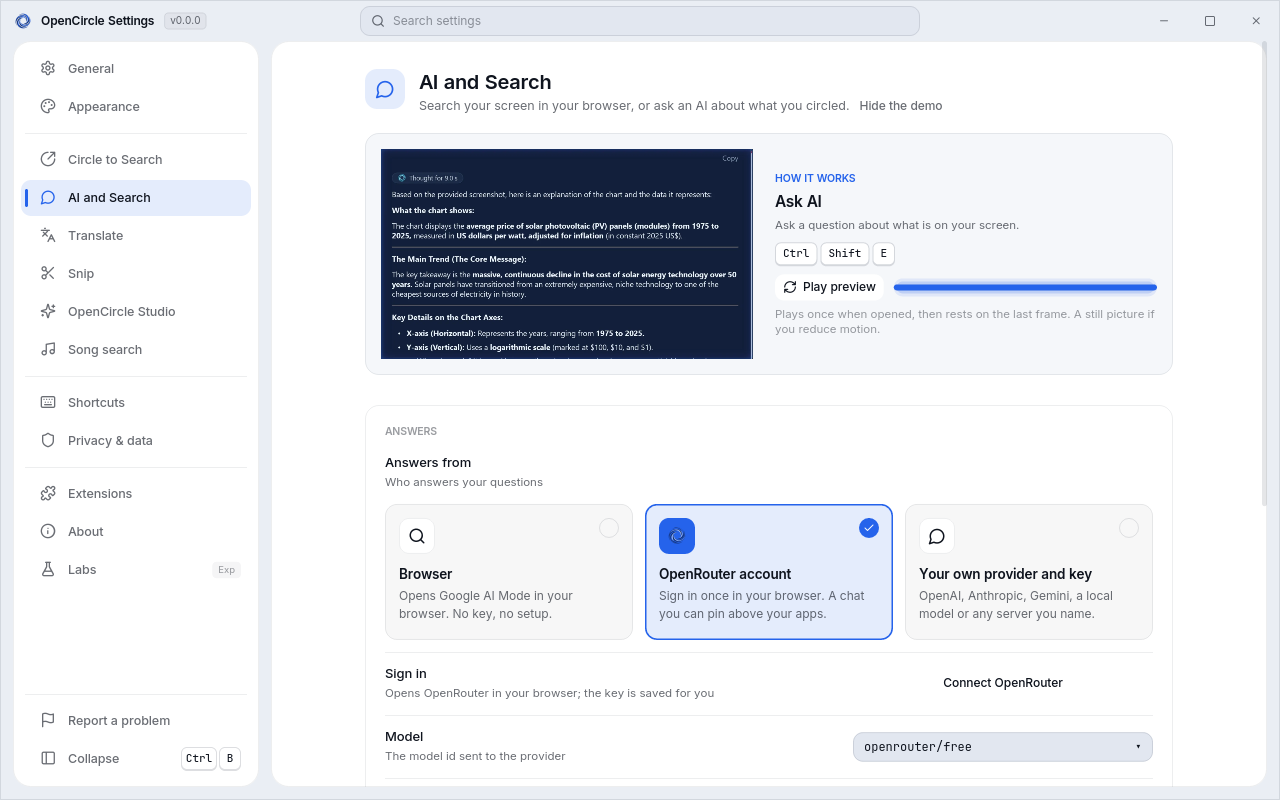 OpenCircle Settings
v0.0.0
Search settings
General
Appearance
Circle to Search
AI and Search
Translate
Snip
OpenCircle Studio
Song search
Shortcuts
Privacy & data
Extensions
About
Labs
Exp
Report a problem
Collapse
Ctrl B
AI and Search
Search your screen in your browser, or ask an AI about what you circled. Hide the demo
Copy
Thought for 9.0 s
Based on the provided screenshot, here is an explanation of the chart and the data it represents:
What the chart shows:
The chart displays the average price of solar photovoltaic (PV) panels (modules) from 1975 to
2025, measured in US dollars per watt, adjusted for inflation (in constant 2025 US$).
The Main Trend (The Core Message):
The key takeaway is the massive, continuous decline in the cost of solar energy technology over 50
years. Solar panels have transitioned from an extremely expensive, niche technology to one of the
cheapest sources of electricity in history.
Key Details on the Chart Axes:
• X-axis (Horizontal): Represents the years, ranging from 1975 to 2025.
• Y-axis (Vertical): Uses a logarithmic scale (marked at $100, $10, and $1).
HOW IT WORKS
Ask AI
Ask a question about what is on your screen.
Ctrl Shift E
Play preview
Plays once when opened, then rests on the last frame. A still picture if
you reduce motion.
ANSWERS
Answers from
Who answers your questions
Browser
Opens Google AI Mode in your
browser. No key, no setup.
OpenRouter account
Sign in once in your browser. A chat
you can pin above your apps.
Your own provider and key
OpenAI, Anthropic, Gemini, a local
model or any server you name.
Sign in
Opens OpenRouter in your browser; the key is saved for you
Connect OpenRouter
Model
The model id sent to the provider
openrouter/free